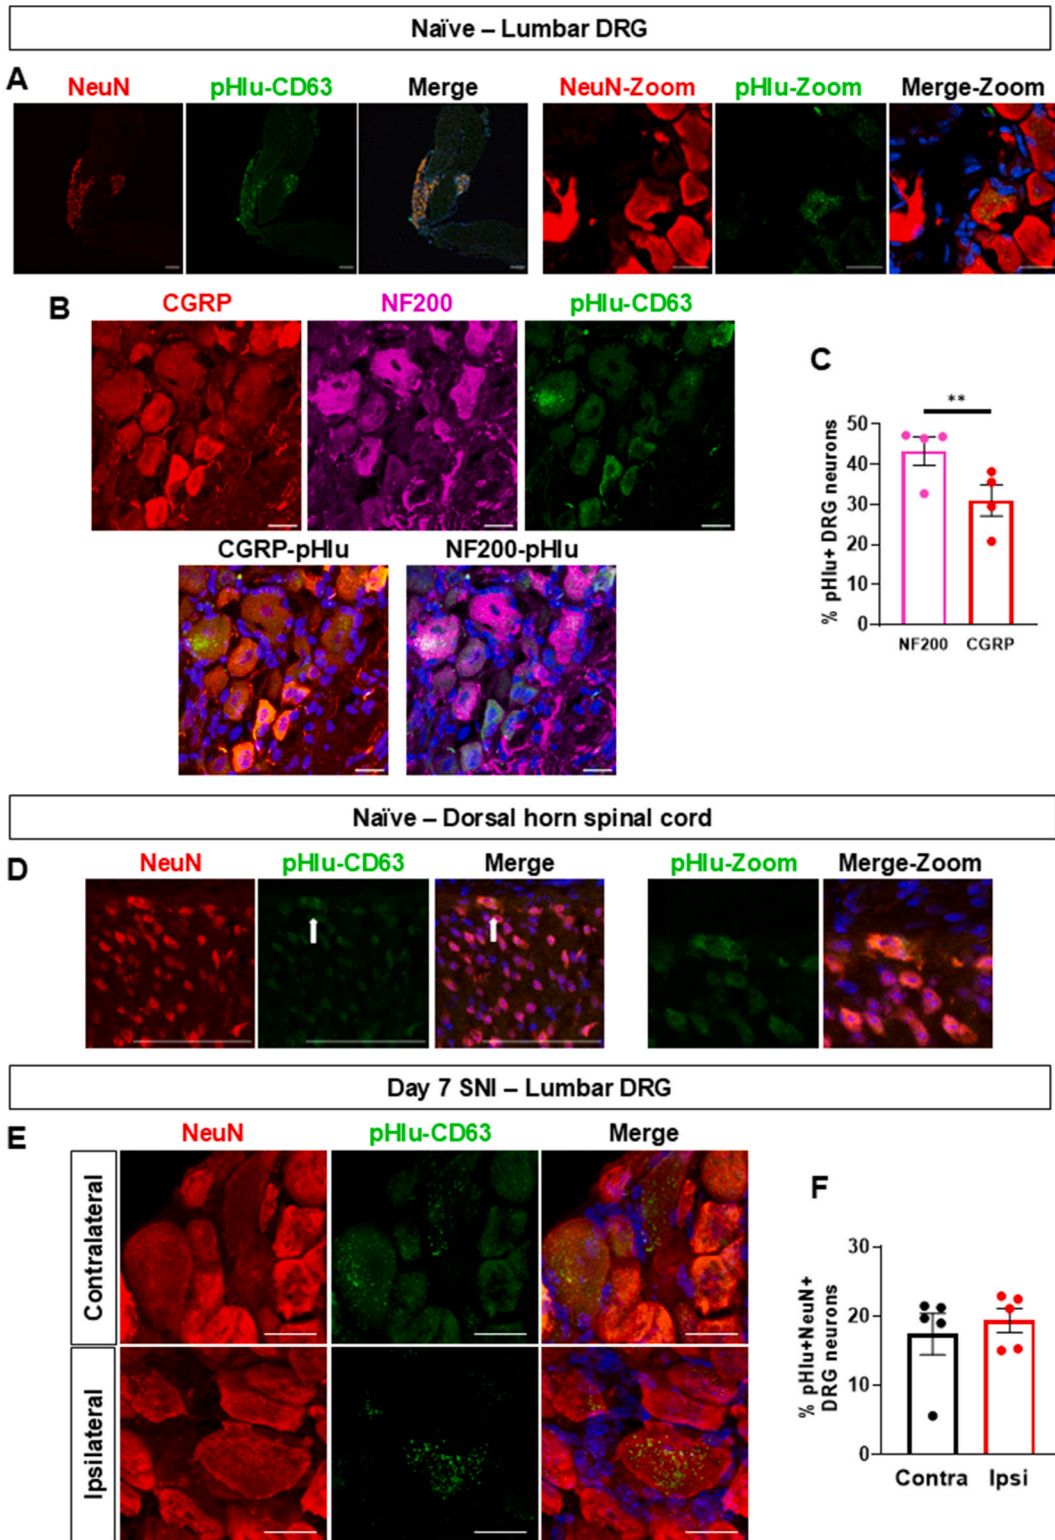 Naïve – Lumbar DRG
A
NeuN
pHlu-CD63
Merge
NeuN-Zoom
pHlu-Zoom
Merge-Zoom
B
CGRP
NF200
pHlu-CD63
CGRP-pHlu
NF200-pHlu
C
**
% pHlu+ DRG neurons
50
40
30
20
10
0
NF200
CGRP
Naïve – Dorsal horn spinal cord
D
NeuN
pHlu-CD63
Merge
pHlu-Zoom
Merge-Zoom
Day 7 SNI – Lumbar DRG
E
NeuN
pHlu-CD63
Merge
Contralateral
Ipsilateral
F
% pHlu+NeuN+
DRG neurons
30
20
10
0
Contra
Ipsi